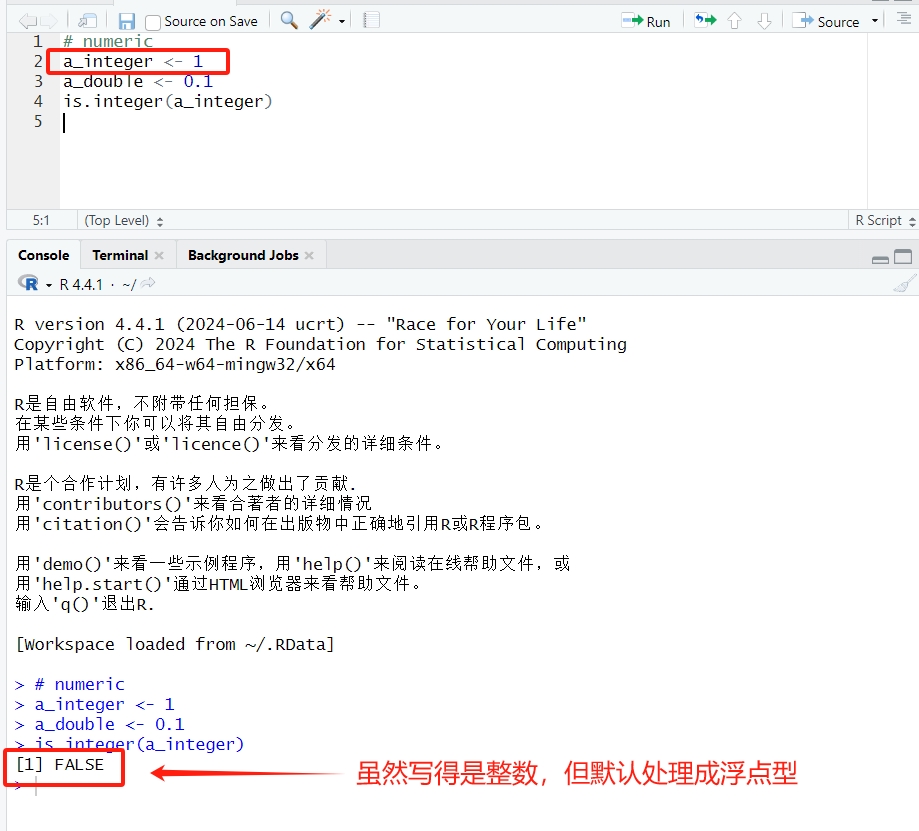 Source on Save
Run
Source
1 # numeric
2 a_integer <- 1
3 a_double <- 0.1
4 is.integer(a_integer)
5
5:1 (Top Level) R Script
Console Terminal Background Jobs
R R 4.4.1 · ~/
R version 4.4.1 (2024-06-14 ucrt) -- "Race for Your Life"
Copyright (C) 2024 The R Foundation for Statistical Computing
Platform: x86_64-w64-mingw32/x64
R是自由软件，不附带任何担保。
在某些条件下你可以将其自由分发。
用'license()'或'licence()'来看分发的详细条件。
R是个合作计划，有许多人为之做出了贡献.
用'contributors()'来看合著者的详细情况
用'citation()'会告诉你如何在出版物中正确地引用R或R程序包。
用'demo()'来看一些示例程序，用'help()'来阅读在线帮助文件，或
用'help.start()'通过HTML浏览器来看帮助文件。
输入'q()'退出R.
[Workspace loaded from ~/.RData]
> # numeric
> a_integer <- 1
> a_double <- 0.1
> is.integer(a_integer)
[1] FALSE
>
虽然写得是整数，但默认处理成浮点型